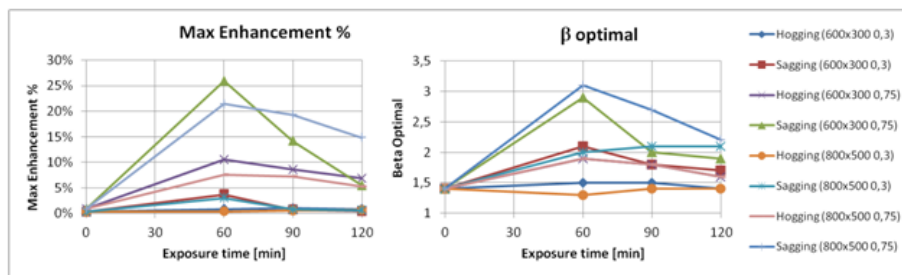 Max Enhancement %
30%
25%
20%
15%
10%
5%
0%
Max Enhancement %
0
30
60
90
120
Exposure time [min]
β optimal
3,5
3
2,5
2
1,5
1
Beta Optimal
0
30
60
90
120
Exposure time [min]
Hogging (600x300 0,3)
Sagging (600x300 0,3)
Hogging (600x300 0,75)
Sagging (600x300 0,75)
Hogging (800x500 0,3)
Sagging (800x500 0,3)
Hogging (800x500 0,75)
Sagging (800x500 0,75)